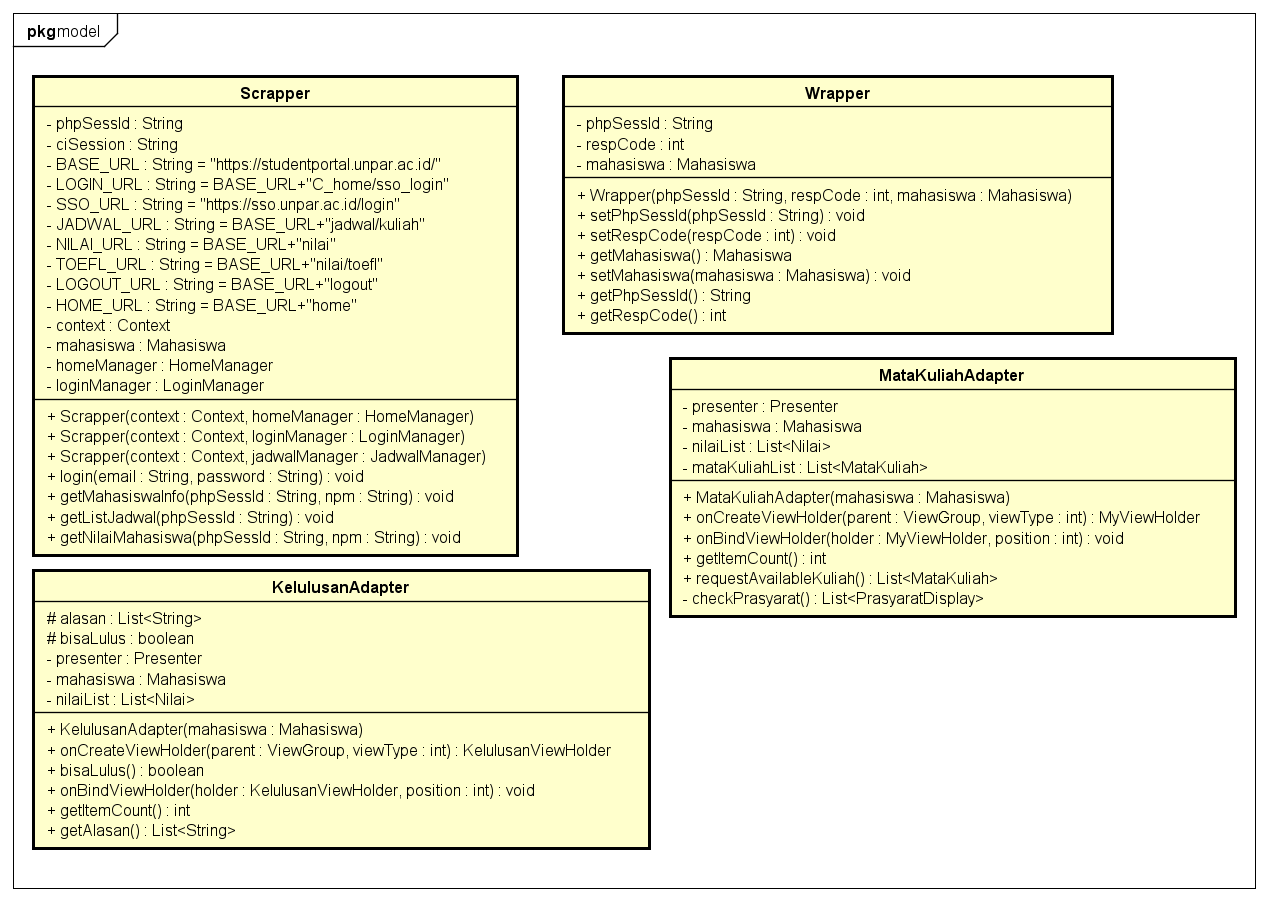 pkg model
Scrapper
- phpSessId : String
- ciSession : String
- BASE_URL : String = "https://studentportal.unpar.ac.id/"
- LOGIN_URL : String = BASE_URL+"C_home/sso_login"
- SSO_URL : String = "https://sso.unpar.ac.id/login"
- JADWAL_URL : String = BASE_URL+"jadwal/kuliah"
- NILAI_URL : String = BASE_URL+"nilai"
- TOEFL_URL : String = BASE_URL+"nilai/toefl"
- LOGOUT_URL : String = BASE_URL+"logout"
- HOME_URL : String = BASE_URL+"home"
- context : Context
- mahasiswa : Mahasiswa
- homeManager : HomeManager
- loginManager : LoginManager
+ Scrapper(context : Context, homeManager : HomeManager)
+ Scrapper(context : Context, loginManager : LoginManager)
+ Scrapper(context : Context, jadwalManager : JadwalManager)
+ login(email : String, password : String) : void
+ getMahasiswaInfo(phpSessId : String, npm : String) : void
+ getListJadwal(phpSessId : String) : void
+ getNilaiMahasiswa(phpSessId : String, npm : String) : void
Wrapper
- phpSessId : String
- respCode : int
- mahasiswa : Mahasiswa
+ Wrapper(phpSessId : String, respCode : int, mahasiswa : Mahasiswa)
+ setPhpSessId(phpSessId : String) : void
+ setRespCode(respCode : int) : void
+ getMahasiswa() : Mahasiswa
+ setMahasiswa(mahasiswa : Mahasiswa) : void
+ getPhpSessId() : String
+ getRespCode() : int
MataKuliahAdapter
- presenter : Presenter
- mahasiswa : Mahasiswa
- nilaiList : List<Nilai>
- mataKuliahList : List<MataKuliah>
+ MataKuliahAdapter(mahasiswa : Mahasiswa)
+ onCreateViewHolder(parent : ViewGroup, viewType : int) : MyViewHolder
+ onBindViewHolder(holder : MyViewHolder, position : int) : void
+ getItemCount() : int
+ requestAvailableKuliah() : List<MataKuliah>
- checkPrasyarat() : List<PrasyaratDisplay>
KelulusanAdapter
# alasan : List<String>
# bisaLulus : boolean
- presenter : Presenter
- mahasiswa : Mahasiswa
- nilaiList : List<Nilai>
+ KelulusanAdapter(mahasiswa : Mahasiswa)
+ onCreateViewHolder(parent : ViewGroup, viewType : int) : KelulusanViewHolder
+ bisaLulus() : boolean
+ onBindViewHolder(holder : KelulusanViewHolder, position : int) : void
+ getItemCount() : int
+ getAlasan() : List<String>